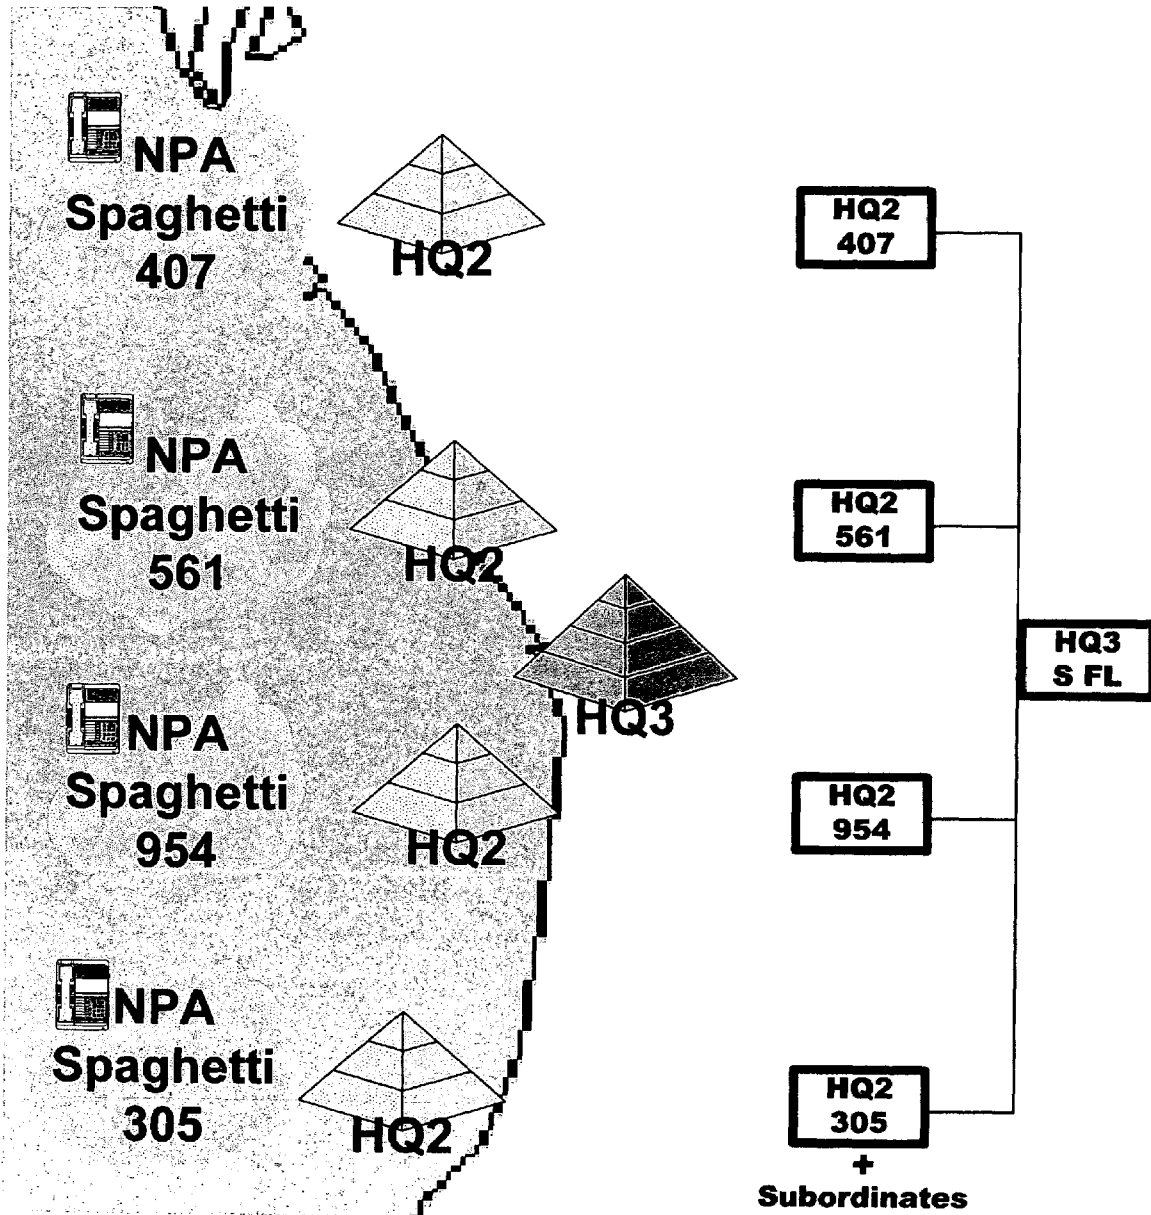 NPA
Spaghetti
407
HQ2
NPA
Spaghetti
561
HQ2
HQ3
NPA
Spaghetti
954
HQ2
NPA
Spaghetti
305
HQ2
HQ2
407
HQ2
561
HQ3
S FL
HQ2
954
HQ2
305
+
Subordinates